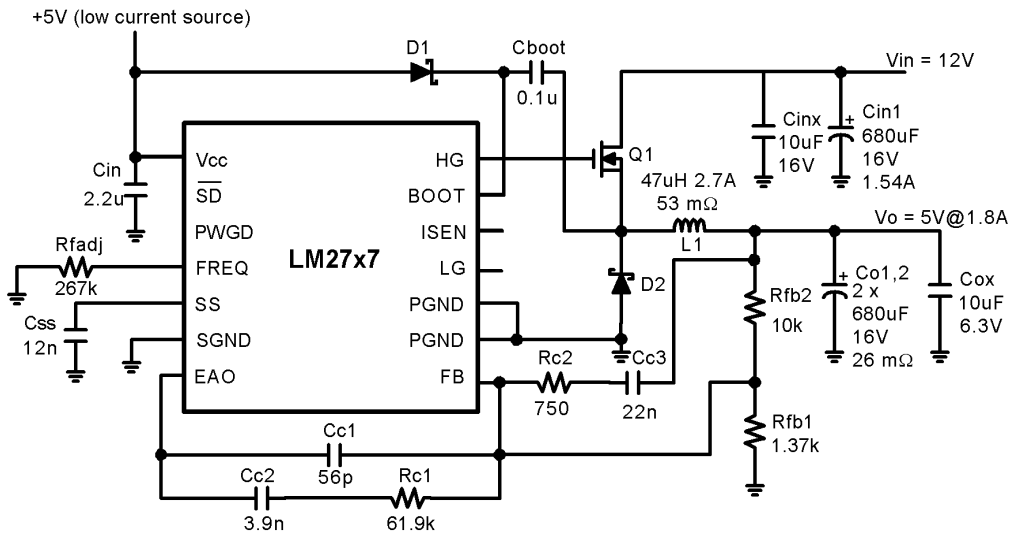 +5V (low current source)
D1
Cboot
0.1u
Vin = 12V
Cinx
10uF
16V
+
Cin1
680uF
16V
1.54A
Cin
2.2u
Vcc
SD
PWGD
FREQ
SS
SGND
EAO
LM27x7
HG
BOOT
ISEN
LG
PGND
PGND
FB
Q1
47uH 2.7A
53 mΩ
L1
Vo = 5V@1.8A
Rfadj
267k
Css
12n
D2
Rfb2
10k
+
Co1,2
2 x
680uF
16V
26 mΩ
Cox
10uF
6.3V
Rc2
750
Cc3
22n
Rfb1
1.37k
Cc1
56p
Cc2
3.9n
Rc1
61.9k